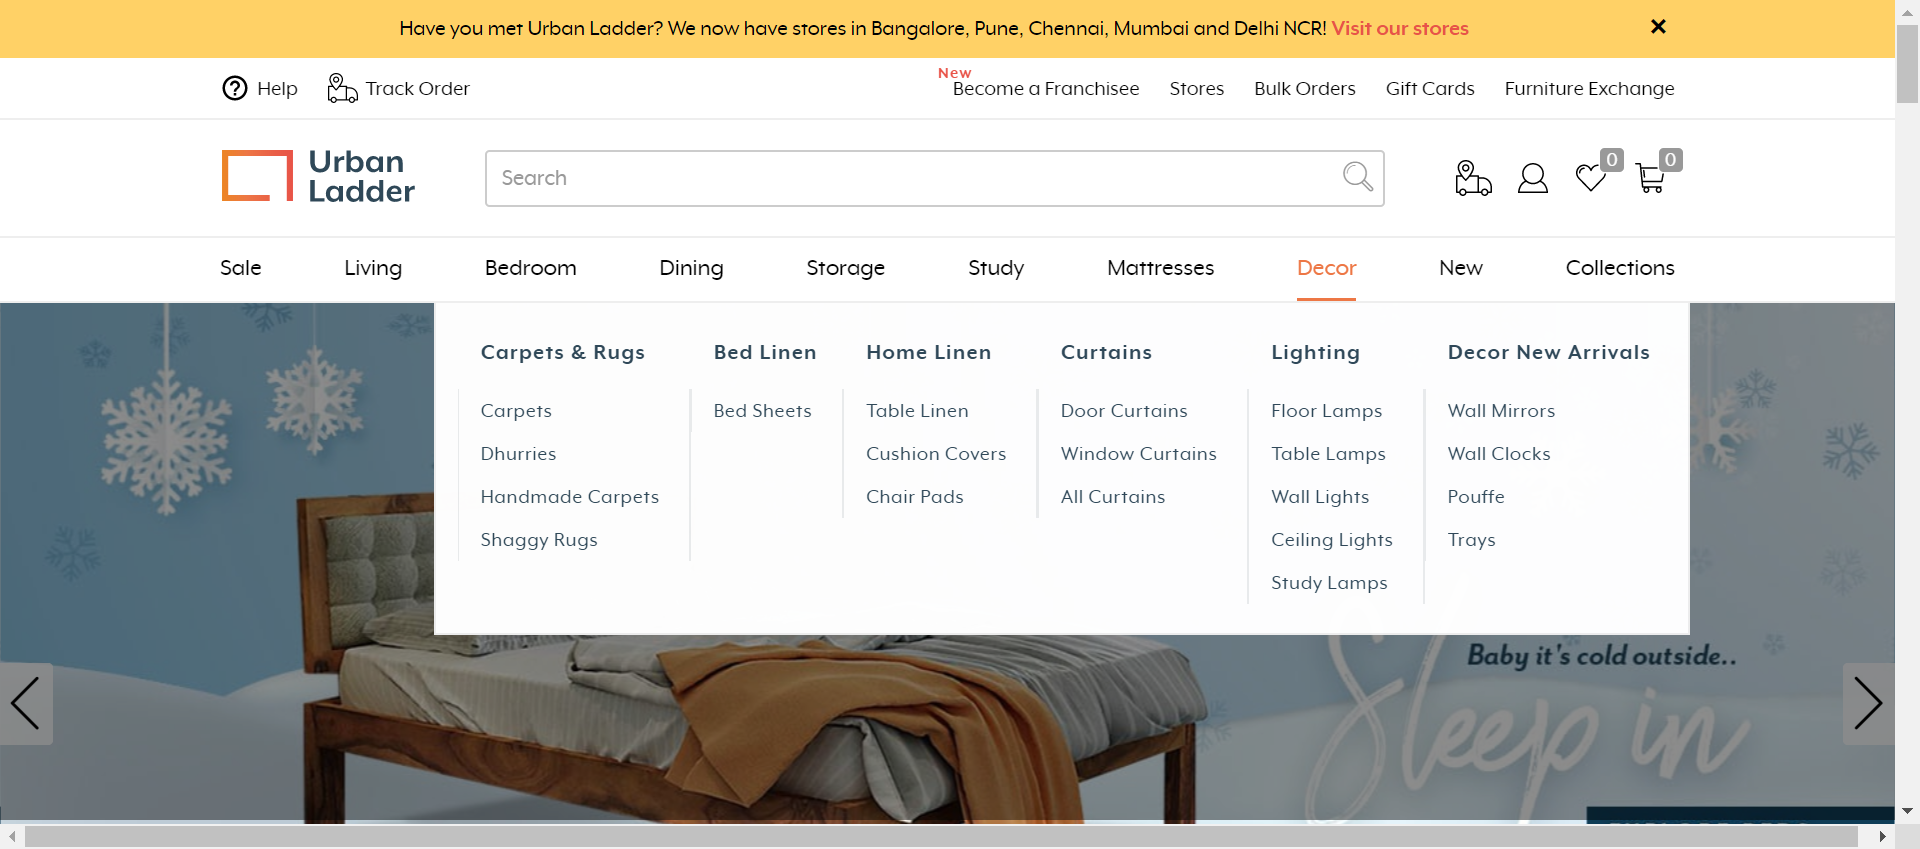 Have you met Urban Ladder? We now have stores in Bangalore, Pune, Chennai, Mumbai and Delhi NCR! Visit our stores
Help
Track Order
New
Become a Franchisee
Stores
Bulk Orders
Gift Cards
Furniture Exchange
Urban
Ladder
Search
0
0
Sale
Living
Bedroom
Dining
Storage
Study
Mattresses
Decor
New
Collections
Carpets & Rugs
Carpets
Dhurries
Handmade Carpets
Shaggy Rugs
Bed Linen
Bed Sheets
Home Linen
Table Linen
Cushion Covers
Chair Pads
Curtains
Door Curtains
Window Curtains
All Curtains
Lighting
Floor Lamps
Table Lamps
Wall Lights
Ceiling Lights
Study Lamps
Decor New Arrivals
Wall Mirrors
Wall Clocks
Pouffe
Trays
Baby it's cold outside..
Sleep in